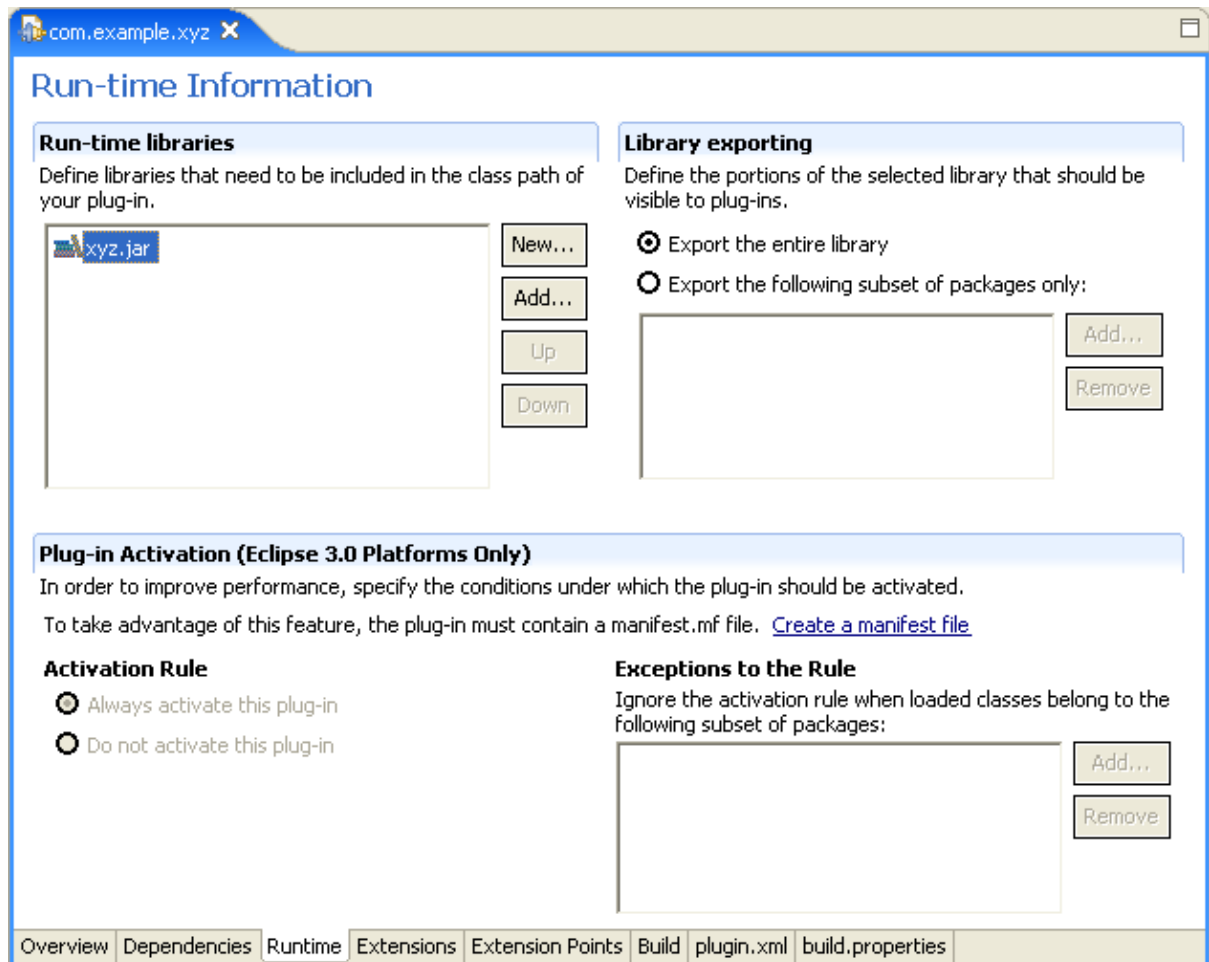 com.example.xyz
Run-time Information
Run-time libraries
Define libraries that need to be included in the class path of
your plug-in.
xyz.jar
New...
Add...
Up
Down
Library exporting
Define the portions of the selected library that should be
visible to plug-ins.
Export the entire library
Export the following subset of packages only:
Add...
Remove
Plug-in Activation (Eclipse 3.0 Platforms Only)
In order to improve performance, specify the conditions under which the plug-in should be activated.
To take advantage of this feature, the plug-in must contain a manifest.mf file. Create a manifest file
Activation Rule
Always activate this plug-in
Do not activate this plug-in
Exceptions to the Rule
Ignore the activation rule when loaded classes belong to the
following subset of packages:
Add...
Remove
Overview Dependencies Runtime Extensions Extension Points Build plugin.xml build.properties